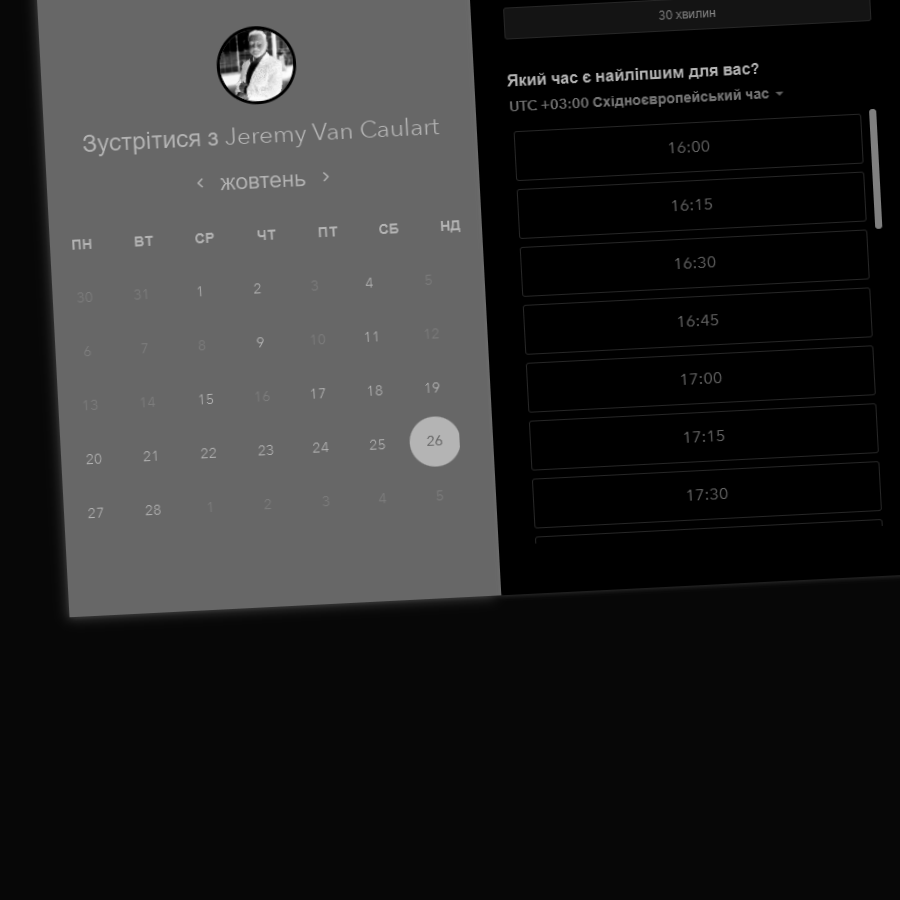 Зустрітися з Jeremy Van Caulart
жовтень
ПН ВТ СР ЧТ ПТ СБ НД
30 31 1 2 3 4 5
6 7 8 9 10 11 12
13 14 15 16 17 18 19
20 21 22 23 24 25 26
27 28 1 2 3 4 5
30 хвилин
Який час є найліпшим для вас?
UTC +03:00 Східноєвропейський час
16:00
16:15
16:30
16:45
17:00
17:15
17:30